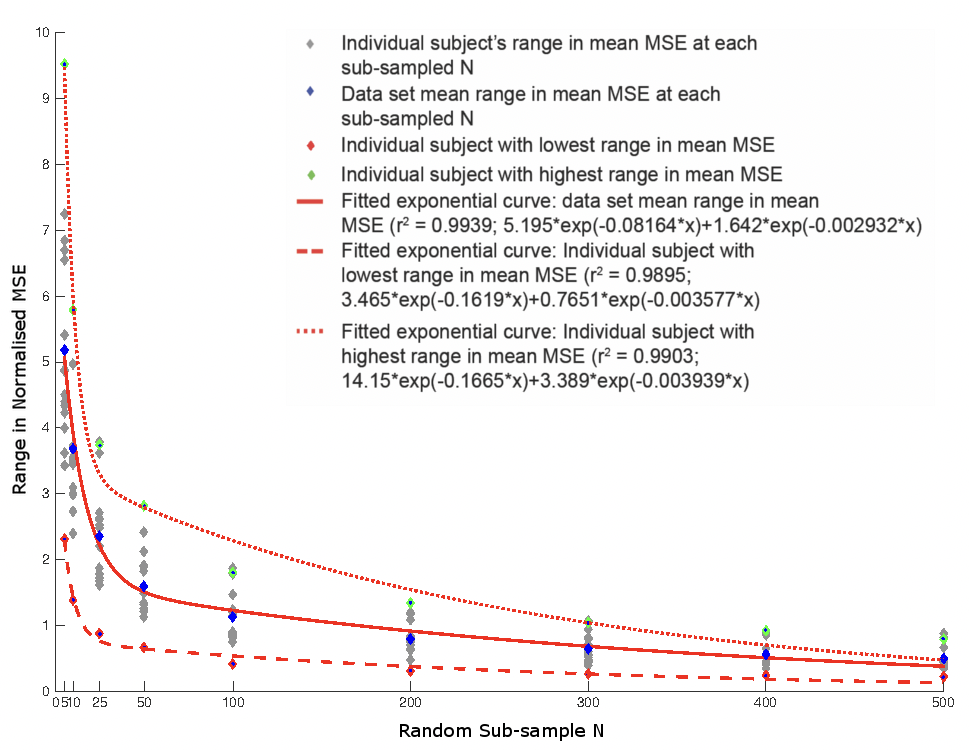 10
9
8
7
6
5
4
3
2
1
0
Range in Normalised MSE
Individual subject's range in mean MSE at each
sub-sampled N
Data set mean range in mean MSE at each
sub-sampled N
Individual subject with lowest range in mean MSE
Individual subject with highest range in mean MSE
Fitted exponential curve: data set mean range in mean
MSE (r² = 0.9939; 5.195*exp(-0.08164*x)+1.642*exp(-0.002932*x)
Fitted exponential curve: Individual subject with
lowest range in mean MSE (r² = 0.9895;
3.465*exp(-0.1619*x)+0.7651*exp(-0.003577*x)
Fitted exponential curve: Individual subject with
highest range in mean MSE (r² = 0.9903;
14.15*exp(-0.1665*x)+3.389*exp(-0.003939*x)
0 5 10 25 50 100 200 300 400 500
Random Sub-sample N